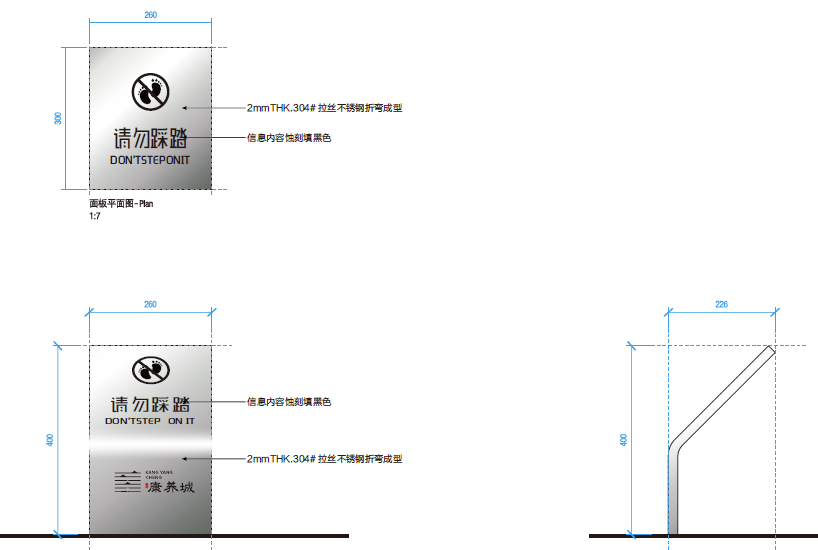 260
300
请勿踩踏
DON'TSTEPONIT
2mmTHK.304# 拉丝不锈钢折弯成型
信息内容蚀刻填黑色
面板平面图-Plan
1:7
260
226
400
请勿踩踏
DON'TSTEP ON IT
信息内容蚀刻填黑色
2mmTHK.304# 拉丝不锈钢折弯成型
KANG YANG
CHENG
康养城
400